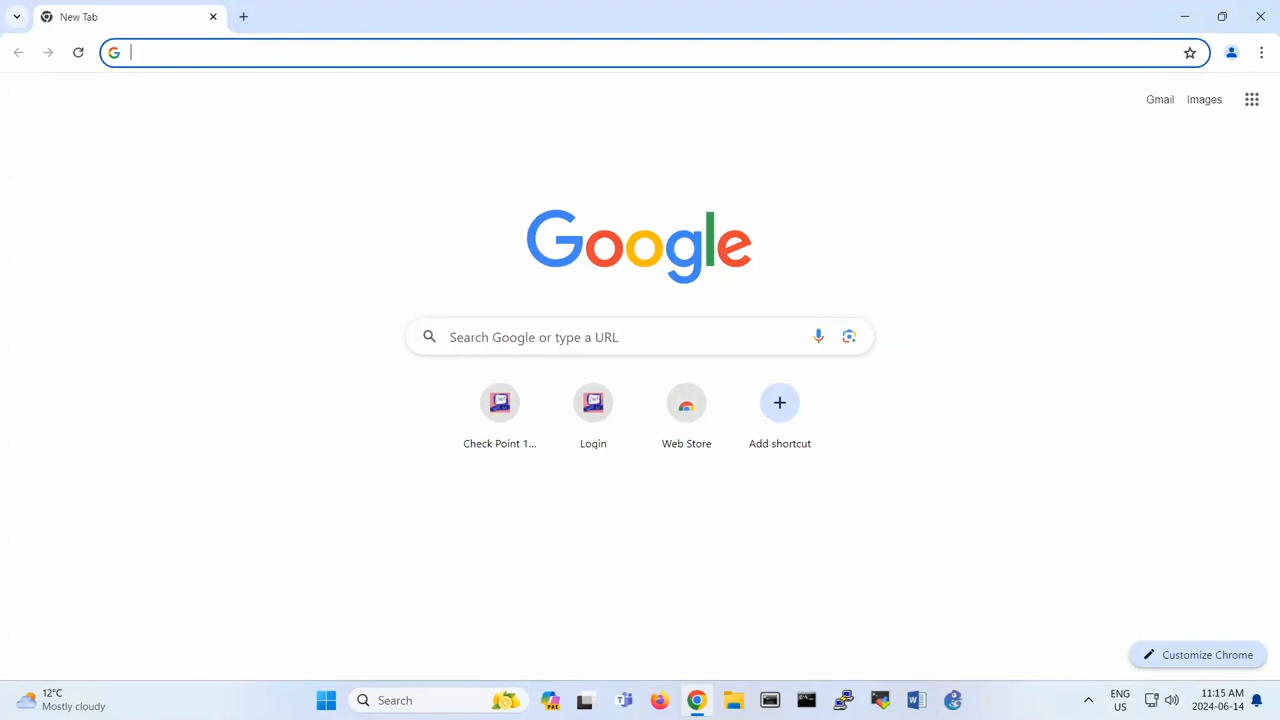 New Tab
Gmail Images
Google
Search Google or type a URL
Check Point 1...
Login
Web Store
Add shortcut
Customize Chrome
12°C
Mostly cloudy
Search
PRE
ENG
US
11:15 AM
2024-06-14